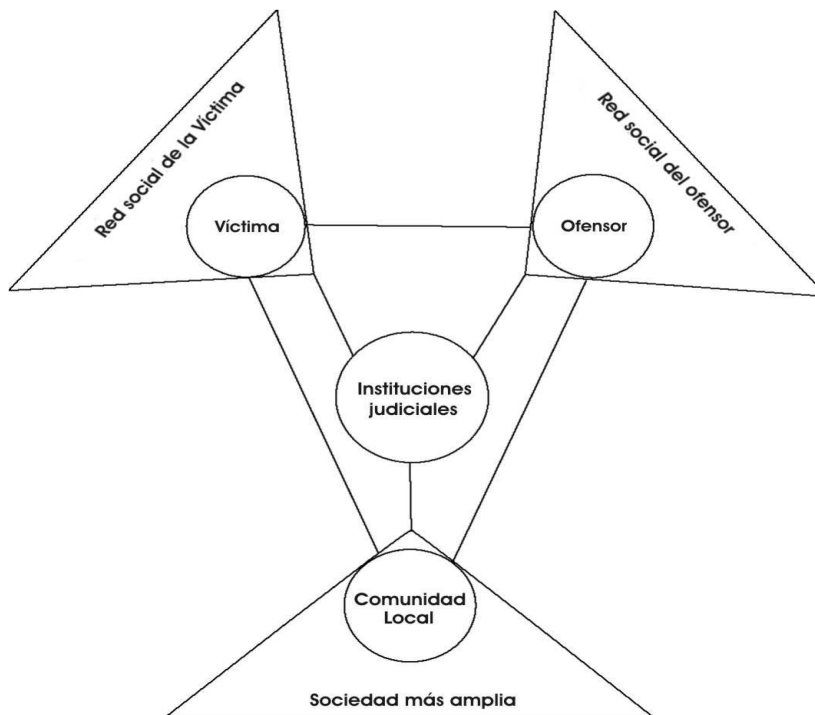 Red social de la Víctima
Red social del ofensor
Víctima
Ofensor
Instituciones
judiciales
Comunidad
Local
Sociedad más amplia